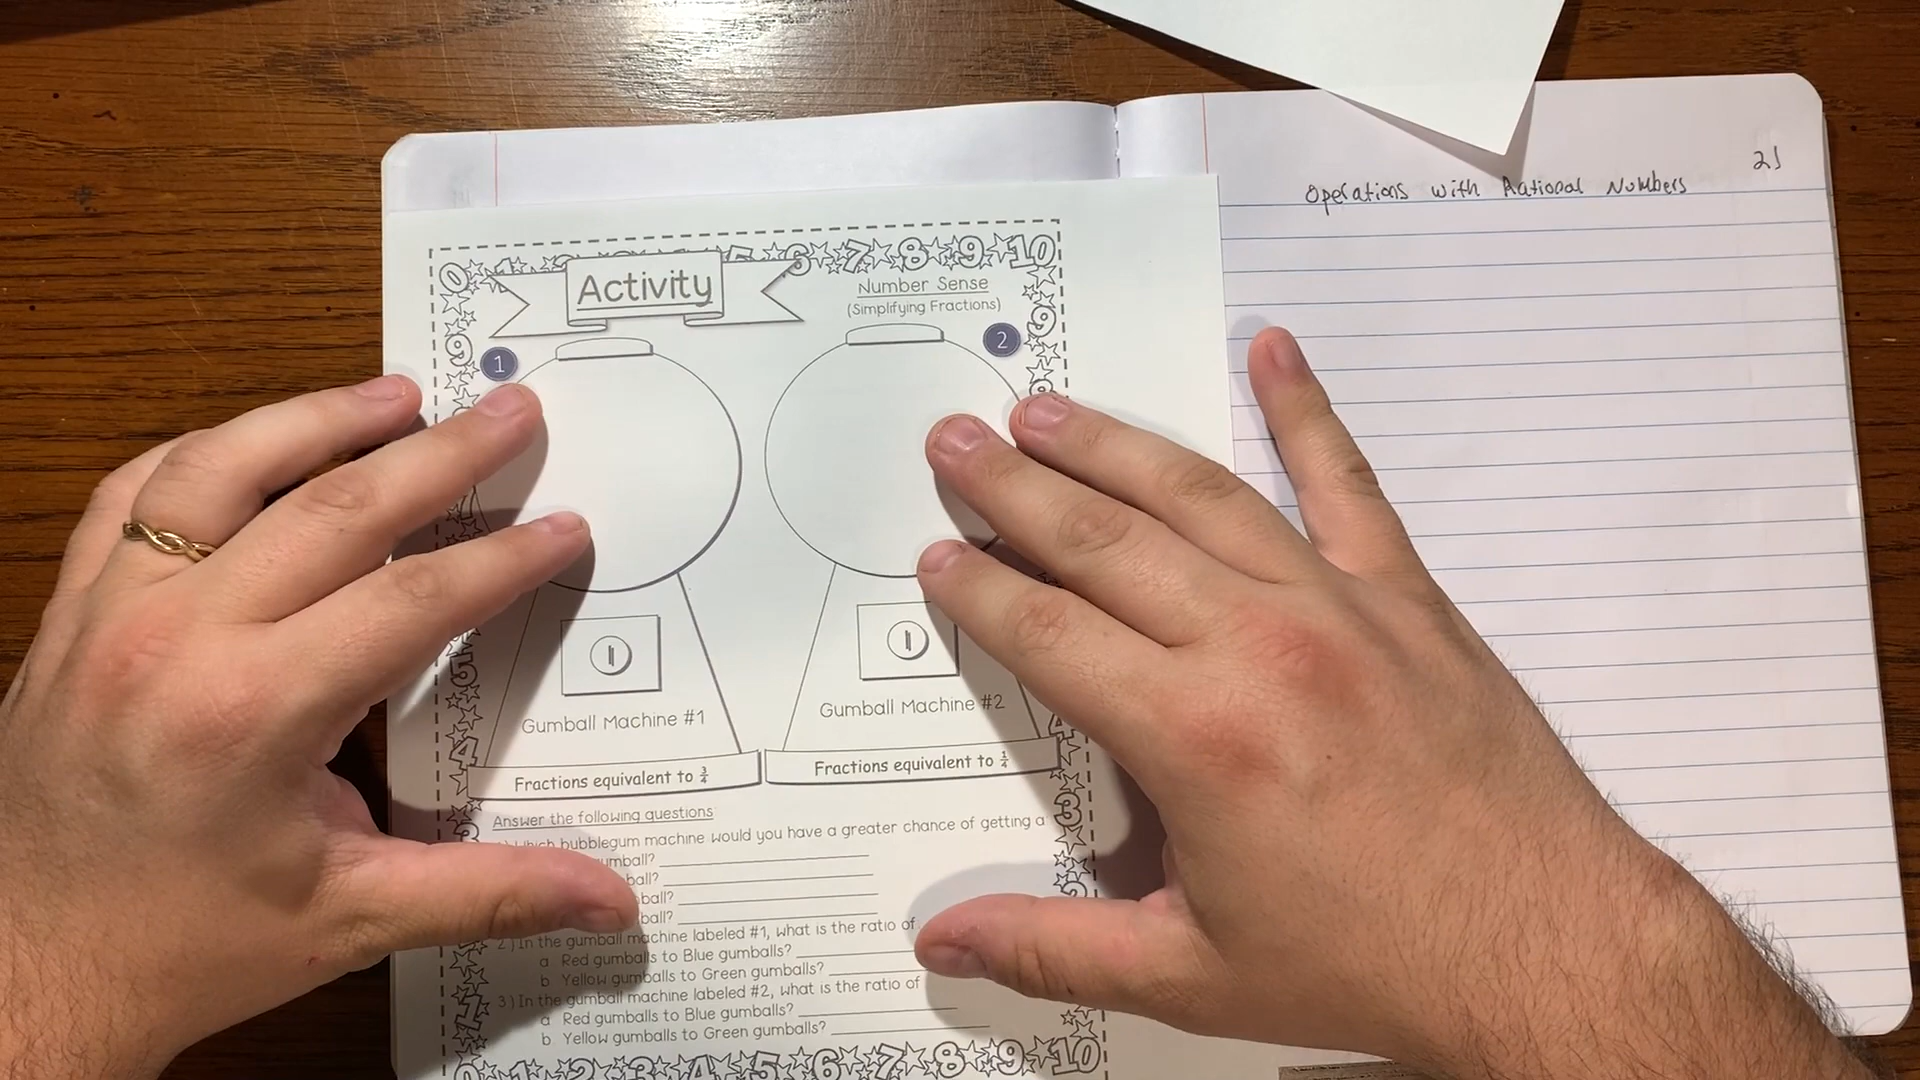 21
Operations with Rational Numbers
Activity
Number Sense
(Simplifying Fractions)
1
2
Gumball Machine #1
Gumball Machine #2
Fractions equivalent to 3/4
Fractions equivalent to 1/4
Answer the following questions
Which bubblegum machine would you have a greater chance of getting a
gumball?
2) In the gumball machine labeled #1, what is the ratio of
a Red gumballs to Blue gumballs?
b Yellow gumballs to Green gumballs?
3) In the gumball machine labeled #2, what is the ratio of
a Red gumballs to Blue gumballs?
b Yellow gumballs to Green gumballs?